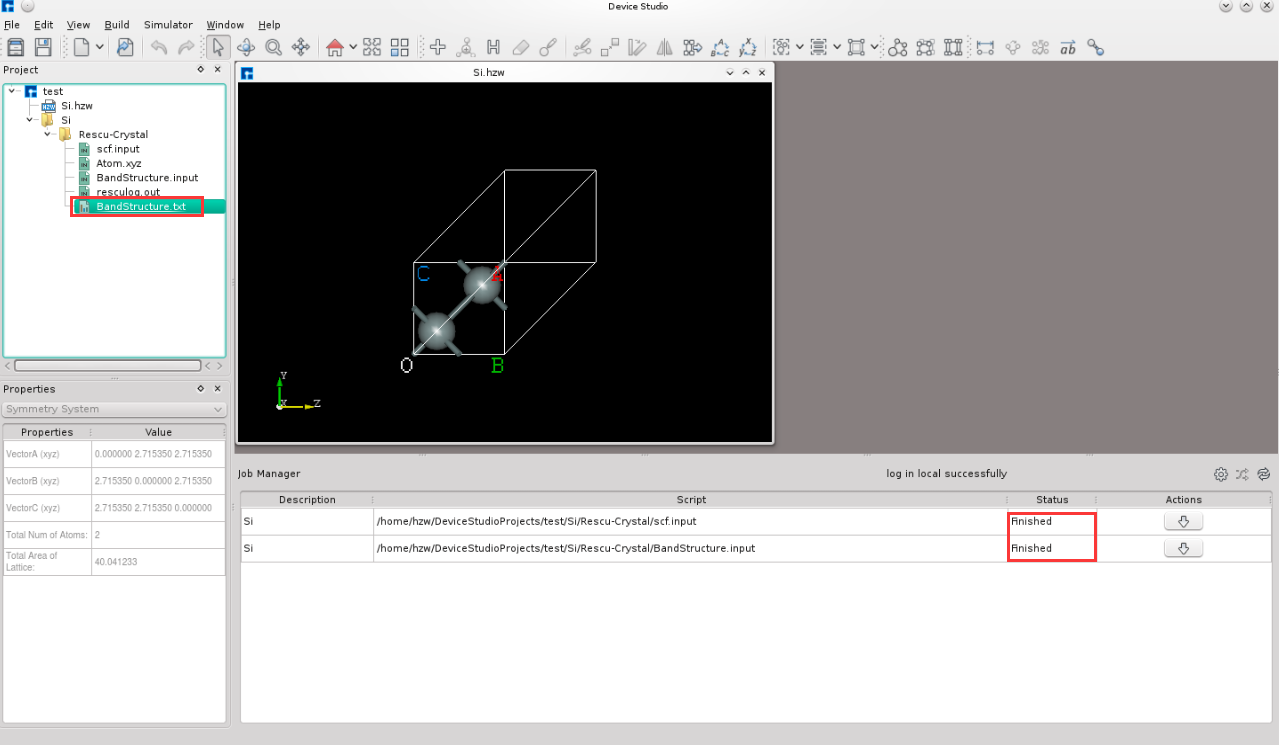 Device Studio
File Edit View Build Simulator Window Help
Project
test
Si.hzw
Si
Rescu-Crystal
scf.input
Atom.xyz
BandStructure.input
resculog.out
BandStructure.txt
Properties
Symmetry System
Properties Value
VectorA (xyz) 0.000000 2.715350 2.715350
VectorB (xyz) 2.715350 0.000000 2.715350
VectorC (xyz) 2.715350 2.715350 0.000000
Total Num of Atoms: 2
Total Area of
Lattice: 40.041233
Si.hzw
C A
O B
Y
X Z
Job Manager log in local successfully
Description Script Status Actions
Si /home/hzw/DeviceStudioProjects/test/Si/Rescu-Crystal/scf.input Finished
Si /home/hzw/DeviceStudioProjects/test/Si/Rescu-Crystal/BandStructure.input Finished